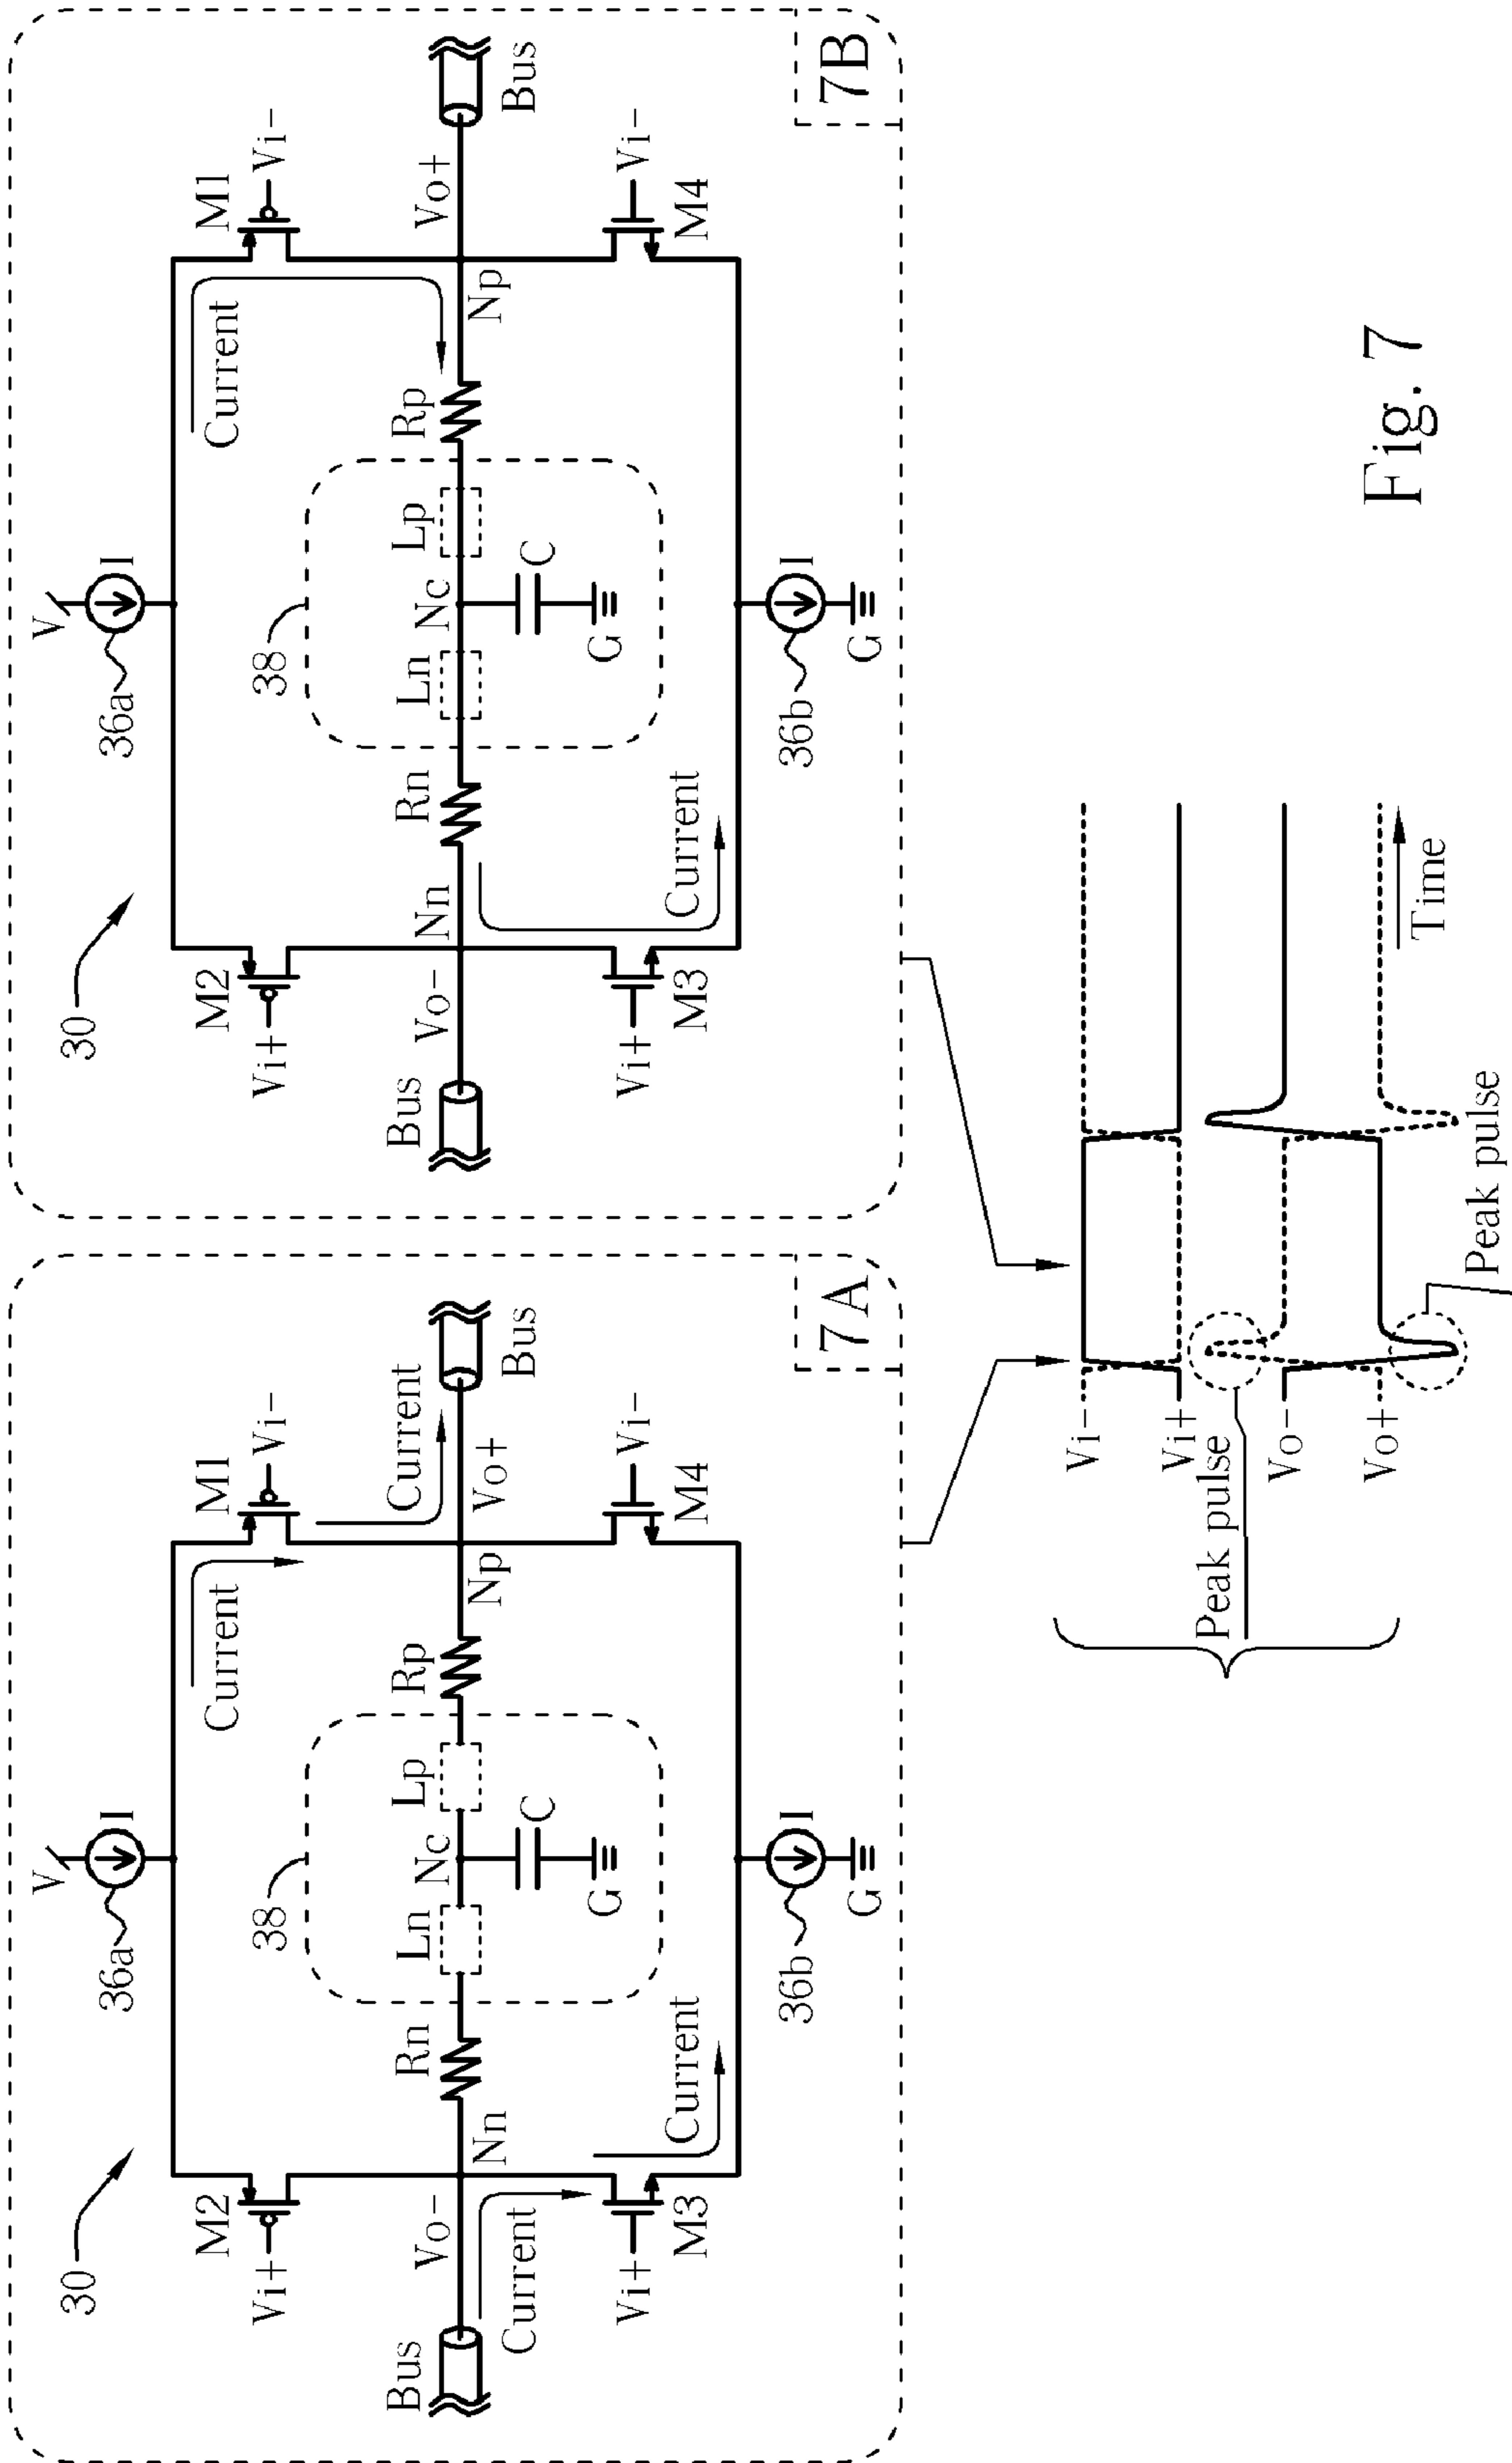 30
V
36a
I
M2
Vi+
M1
Vi-
Current
38
Rn
Ln
Nc
Lp
Rp
C
G
Bus
Vo-
Nn
Np
Vo+
Current
Bus
Current
Vi+
M3
Current
Vi-
M4
36b
I
G
7A
30
V
36a
I
M2
Vi+
M1
Vi-
Current
38
Rn
Ln
Nc
Lp
Rp
C
G
Bus
Vo-
Nn
Np
Vo+
Bus
Vi+
M3
Current
Vi-
M4
36b
I
G
7B
Vi-
Vi+
Peak pulse
Vo-
Vo+
Time
Peak pulse
Fig. 7